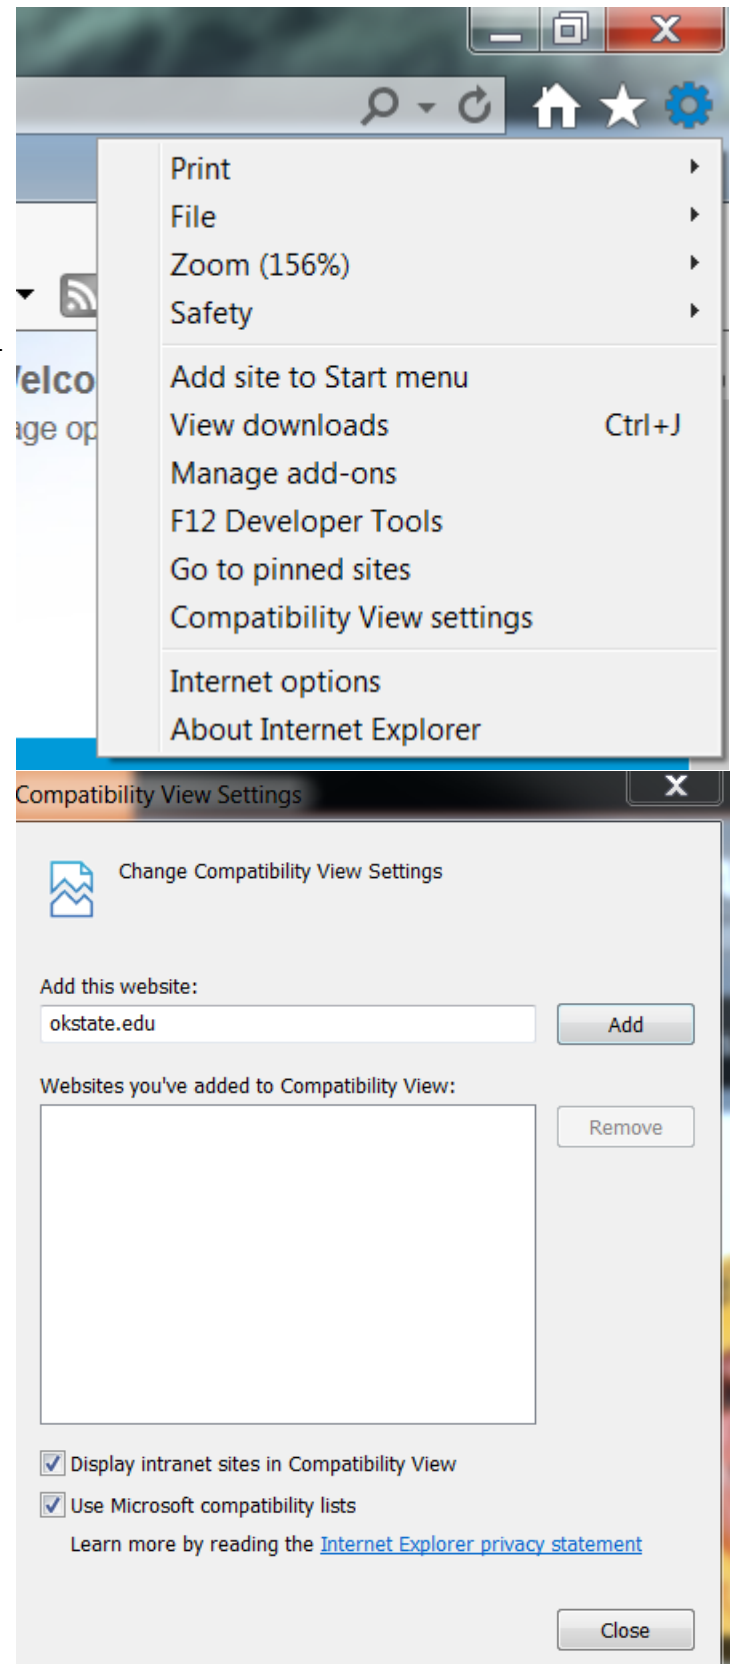 Print
File
Zoom (156%)
Safety
elco
Add site to Start menu
age op
View downloads Ctrl+J
Manage add-ons
F12 Developer Tools
Go to pinned sites
Compatibility View settings
Internet options
About Internet Explorer
Compatibility View Settings
Change Compatibility View Settings
Add this website:
okstate.edu Add
Websites you've added to Compatibility View:
Remove
Display intranet sites in Compatibility View
Use Microsoft compatibility lists
Learn more by reading the Internet Explorer privacy statement
Close